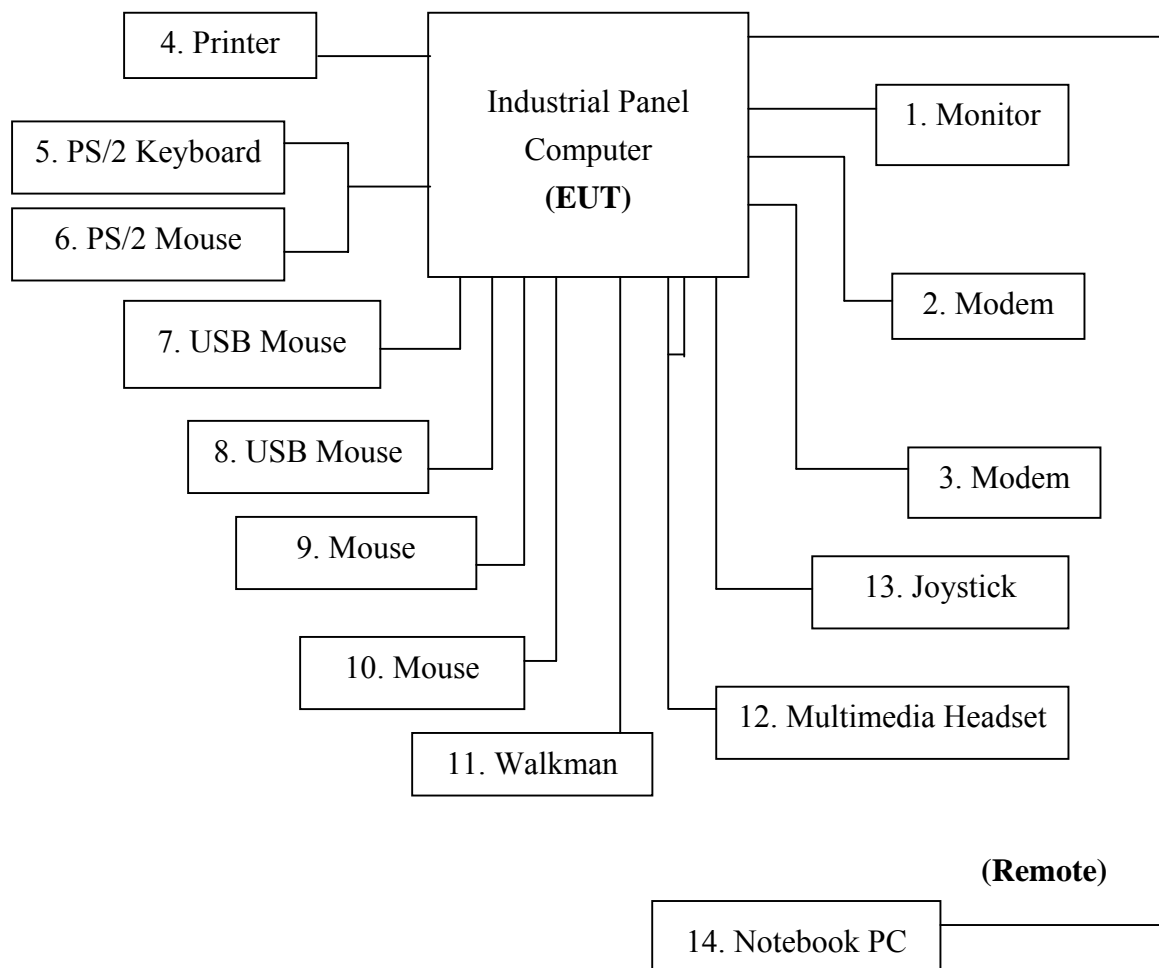 4. Printer
Industrial Panel
Computer
(EUT)
1. Monitor
5. PS/2 Keyboard
6. PS/2 Mouse
2. Modem
7. USB Mouse
8. USB Mouse
3. Modem
9. Mouse
13. Joystick
10. Mouse
12. Multimedia Headset
11. Walkman
(Remote)
14. Notebook PC